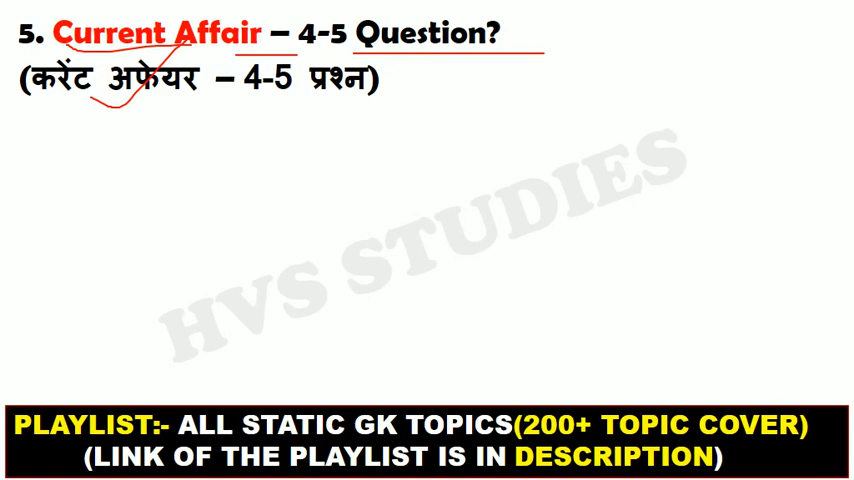 5. Current Affair – 4-5 Question?
(करेंट अफेयर – 4-5 प्रश्न)
HVS STUDIES
PLAYLIST:- ALL STATIC GK TOPICS(200+ TOPIC COVER)
(LINK OF THE PLAYLIST IS IN DESCRIPTION)